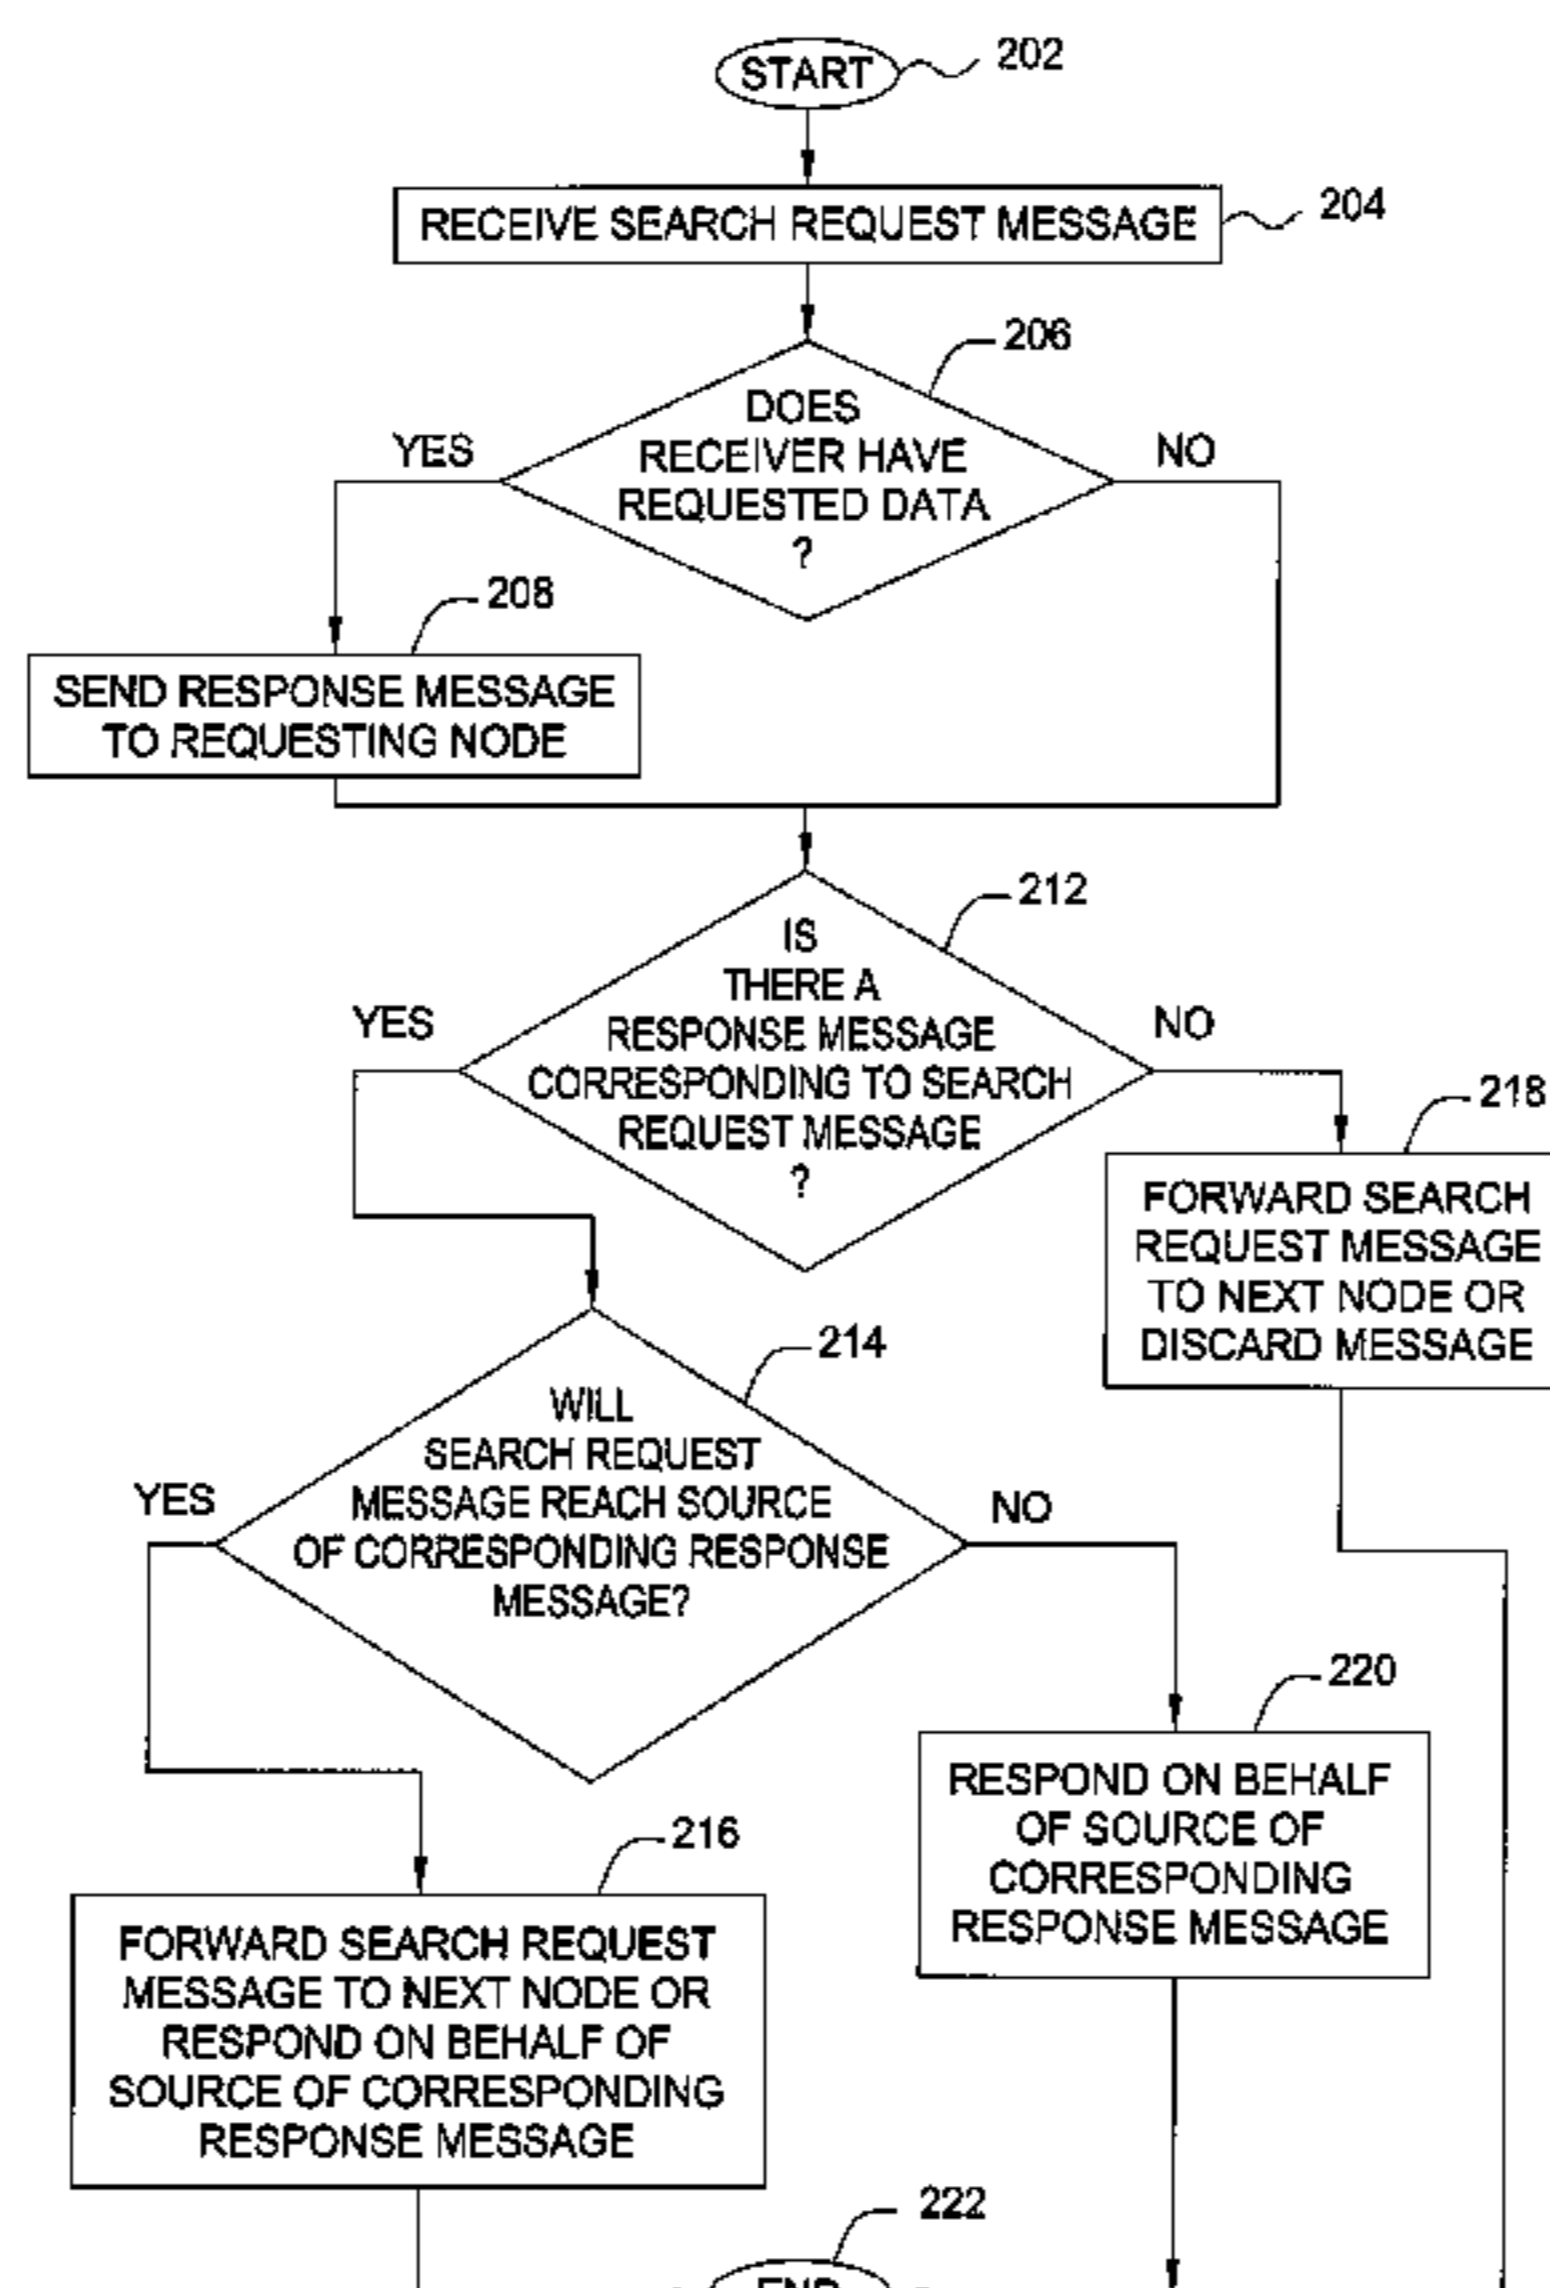 START
202
RECEIVE SEARCH REQUEST MESSAGE
204
206
DOES
RECEIVER HAVE
REQUESTED DATA
?
YES
NO
208
SEND RESPONSE MESSAGE
TO REQUESTING NODE
212
IS
THERE A
RESPONSE MESSAGE
CORRESPONDING TO SEARCH
REQUEST MESSAGE
?
YES
NO
218
FORWARD SEARCH
REQUEST MESSAGE
TO NEXT NODE OR
DISCARD MESSAGE
214
WILL
SEARCH REQUEST
MESSAGE REACH SOURCE
OF CORRESPONDING RESPONSE
MESSAGE?
YES
NO
220
RESPOND ON BEHALF
OF SOURCE OF
CORRESPONDING
RESPONSE MESSAGE
216
FORWARD SEARCH REQUEST
MESSAGE TO NEXT NODE OR
RESPOND ON BEHALF OF
SOURCE OF CORRESPONDING
RESPONSE MESSAGE
222
END